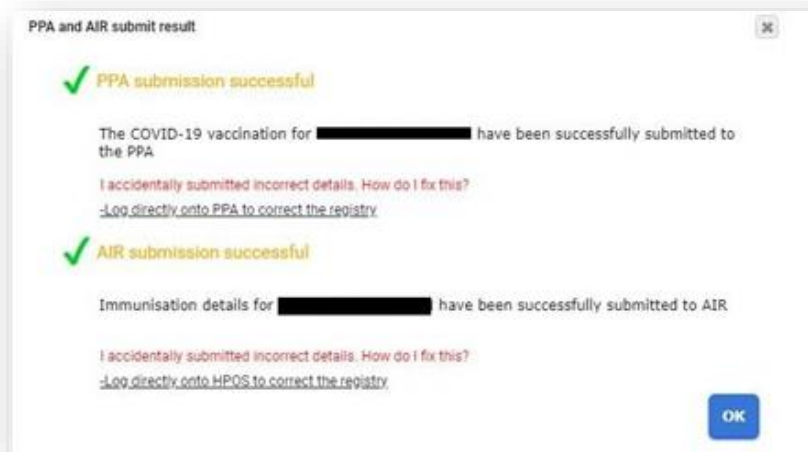 PPA and AIR submit result
PPA submission successful
The COVID-19 vaccination for have been successfully submitted to
the PPA
I accidentally submitted incorrect details. How do I fix this?
-Log directly onto PPA to correct the registry
AIR submission successful
Immunisation details for have been successfully submitted to AIR
I accidentally submitted incorrect details. How do I fix this?
-Log directly onto HPOS to correct the registry
OK